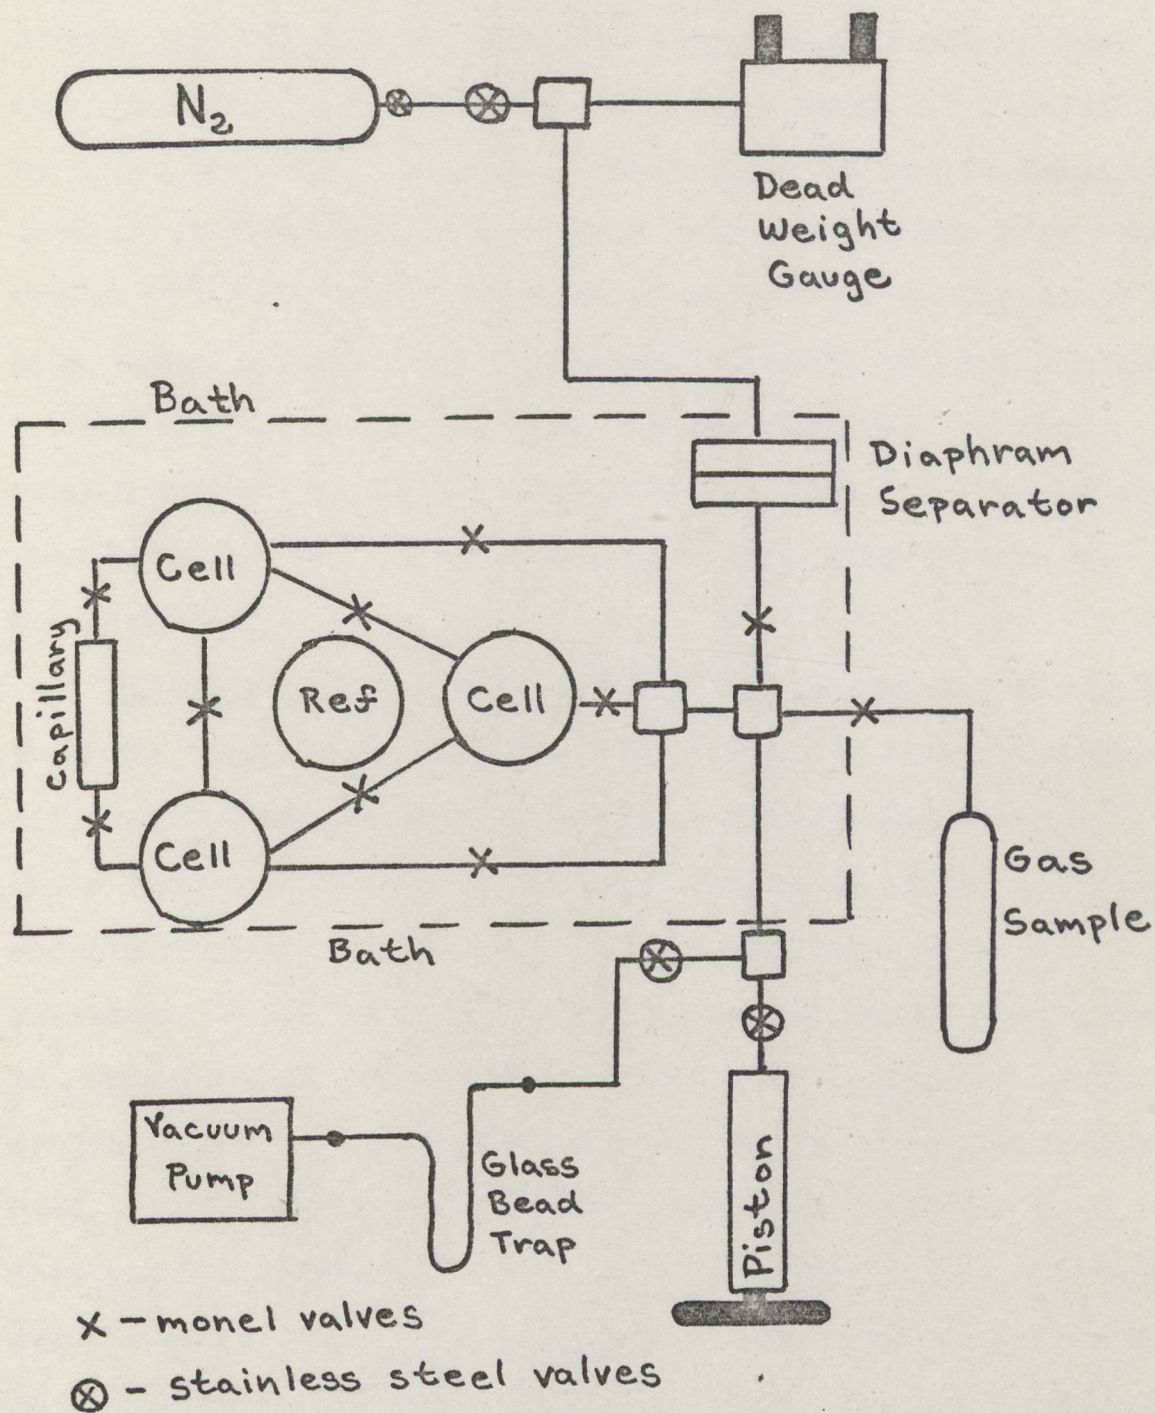 N₂
Dead
Weight
Gauge
Bath
Diaphram
Separator
Cell
Capillary
Ref
Cell
Cell
Gas
Sample
Bath
Vacuum
Pump
Glass
Bead
Trap
Piston
x - monel valves
⊗ - stainless steel valves